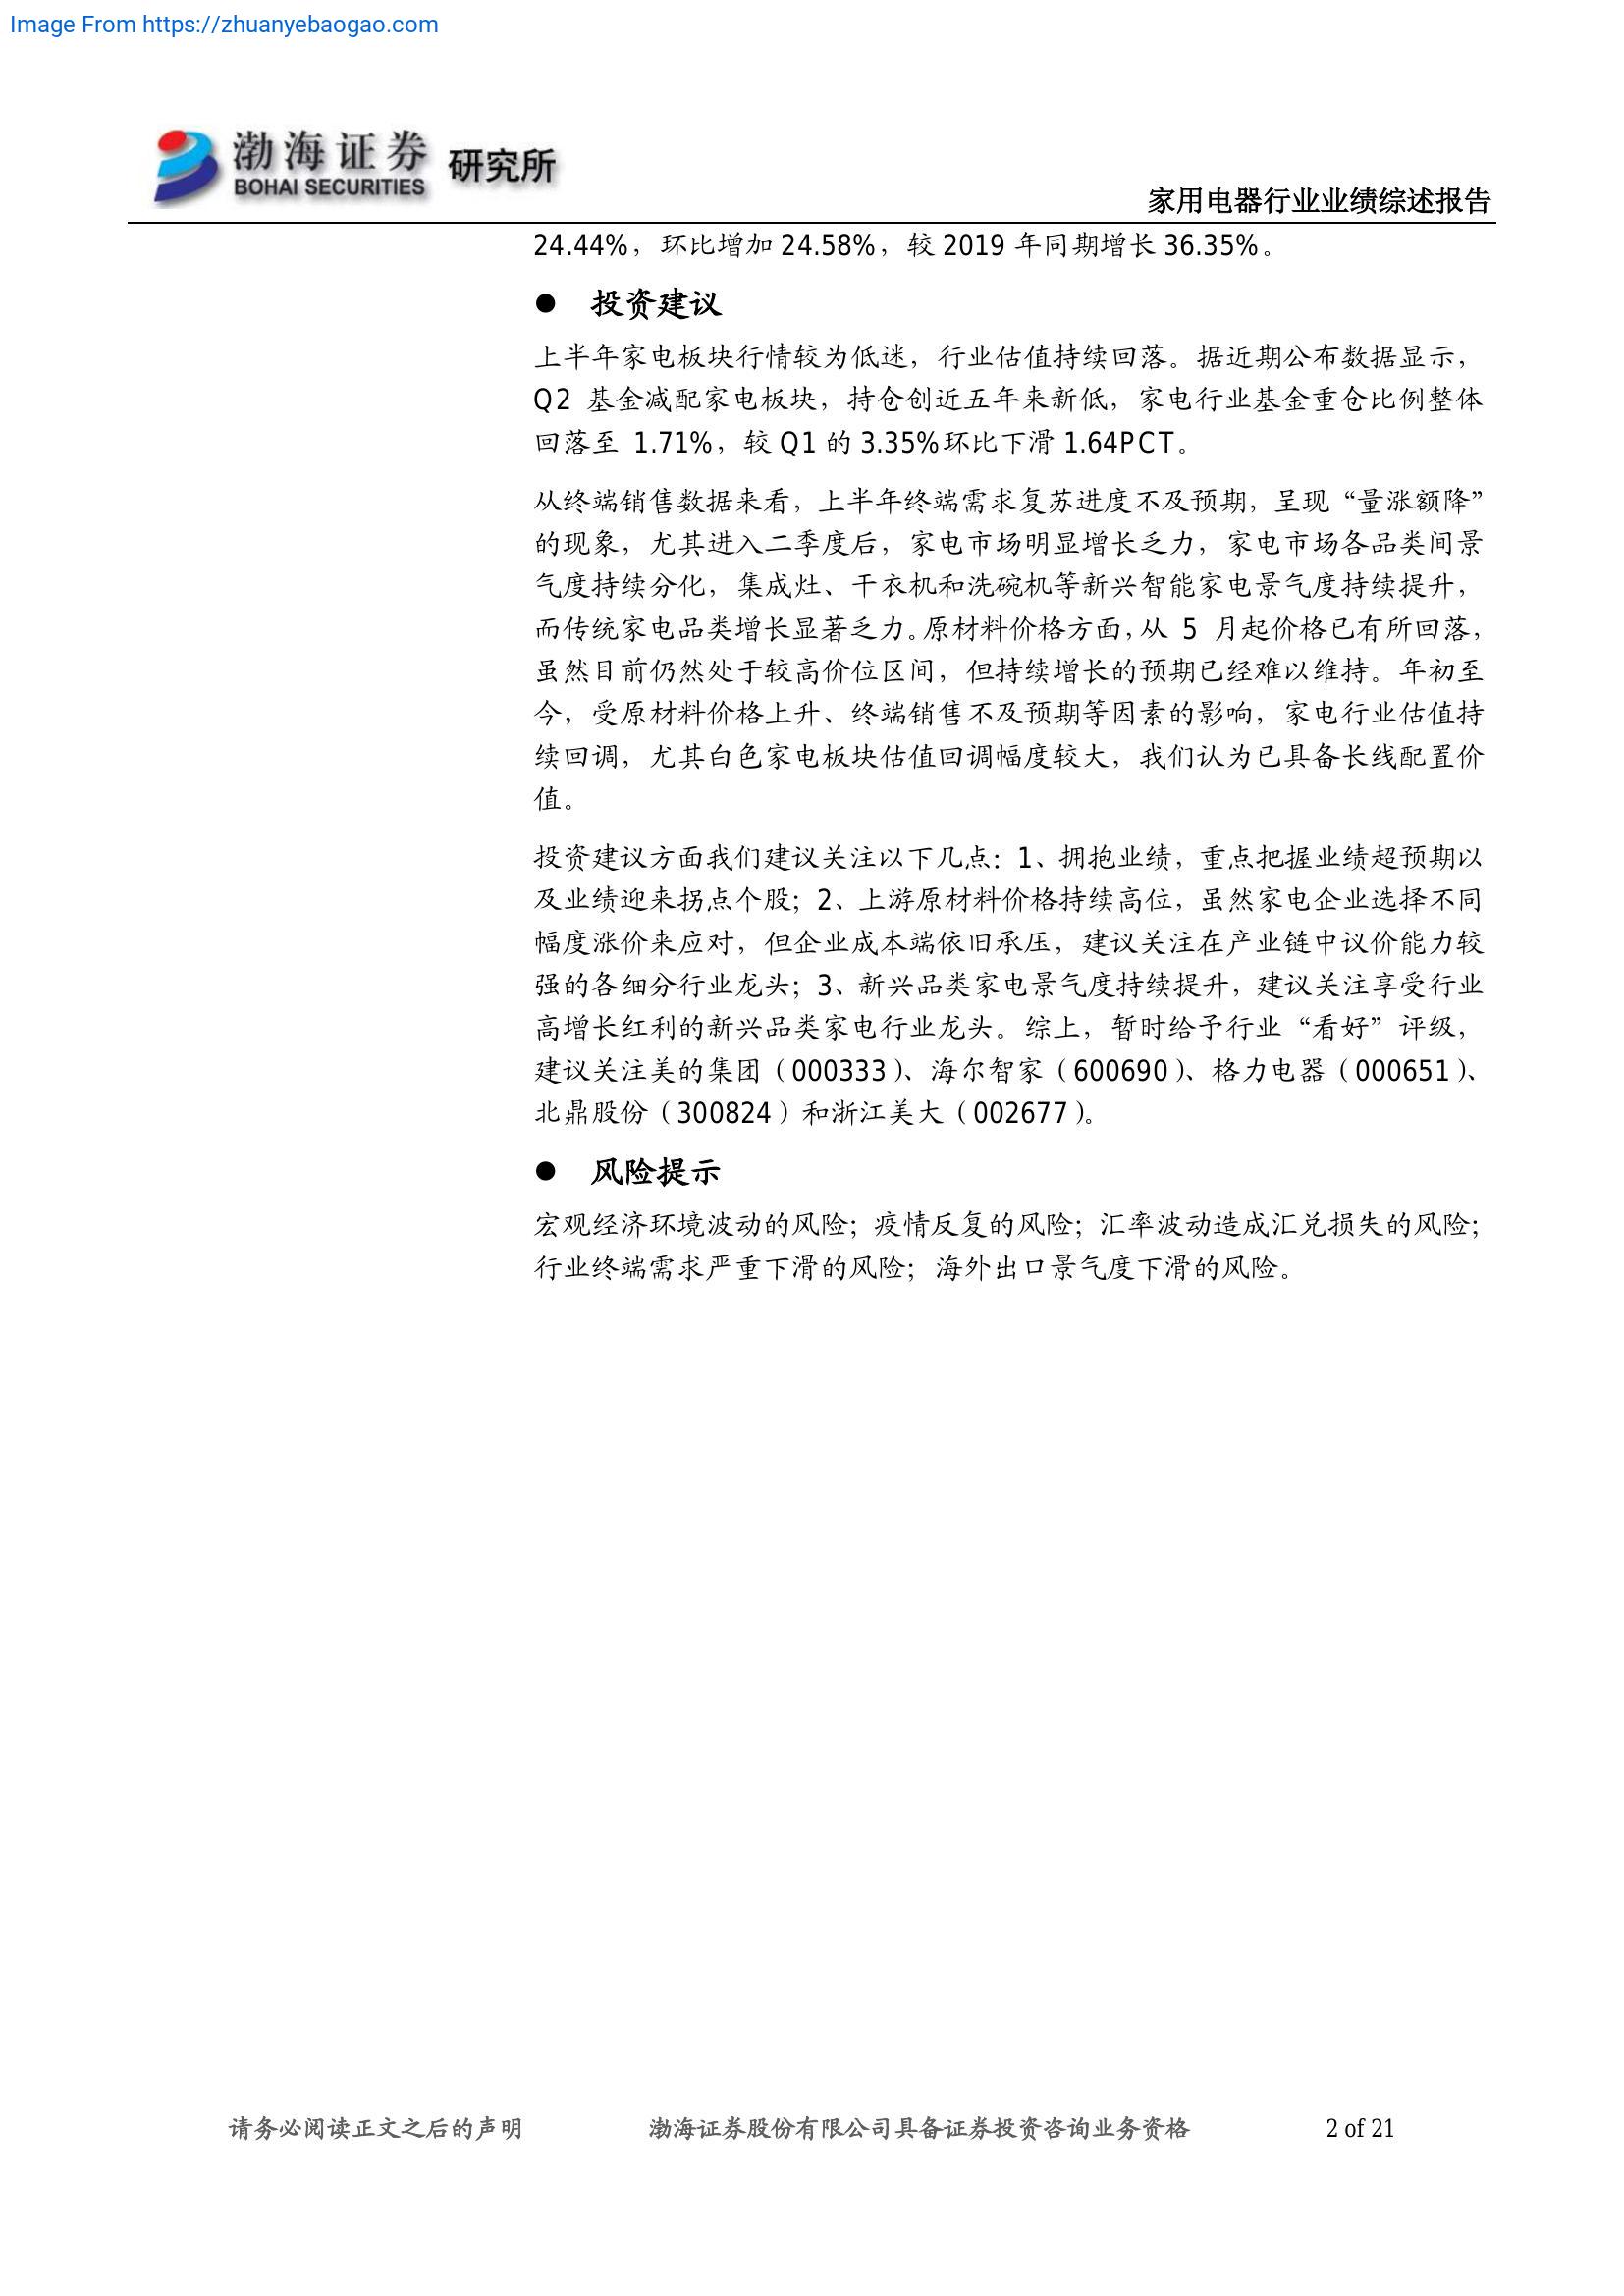 Image From https://zhuanyebaogao.com
渤海证券 研究所
BOHAI SECURITIES
家用电器行业业绩综述报告
24.44%，环比增加 24.58%，较 2019 年同期增长 36.35%。
● 投资建议
上半年家电板块行情较为低迷，行业估值持续回落。据近期公布数据显示，
Q2 基金减配家电板块，持仓创近五年来新低，家电行业基金重仓比例整体
回落至 1.71%，较 Q1 的 3.35%环比下滑 1.64PCT。
从终端销售数据来看，上半年终端需求复苏进度不及预期，呈现“量涨额降”
的现象，尤其进入二季度后，家电市场明显增长乏力，家电市场各品类间景
气度持续分化，集成灶、干衣机和洗碗机等新兴智能家电景气度持续提升，
而传统家电品类增长显著乏力。原材料价格方面，从 5 月起价格已有所回落，
虽然目前仍然处于较高价位区间，但持续增长的预期已经难以维持。年初至
今，受原材料价格上升、终端销售不及预期等因素的影响，家电行业估值持
续回调，尤其白色家电板块估值回调幅度较大，我们认为已具备长线配置价
值。
投资建议方面我们建议关注以下几点：1、拥抱业绩，重点把握业绩超预期以
及业绩迎来拐点个股；2、上游原材料价格持续高位，虽然家电企业选择不同
幅度涨价来应对，但企业成本端依旧承压，建议关注在产业链中议价能力较
强的各细分行业龙头；3、新兴品类家电景气度持续提升，建议关注享受行业
高增长红利的新兴品类家电行业龙头。综上，暂时给予行业“看好”评级，
建议关注美的集团（000333）、海尔智家（600690）、格力电器（000651）、
北鼎股份（300824）和浙江美大（002677）。
● 风险提示
宏观经济环境波动的风险；疫情反复的风险；汇率波动造成汇兑损失的风险；
行业终端需求严重下滑的风险；海外出口景气度下滑的风险。
请务必阅读正文之后的声明 渤海证券股份有限公司具备证券投资咨询业务资格 2 of 21